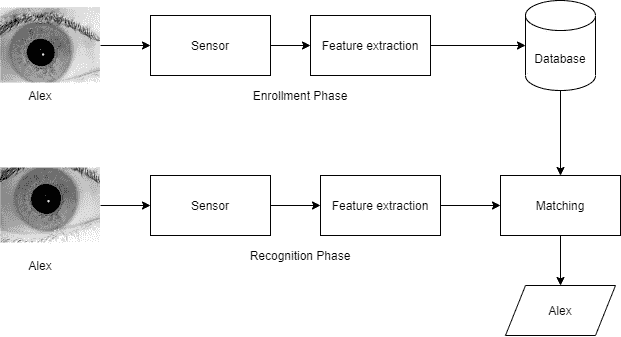 Sensor
Feature extraction
Database
Alex
Enrollment Phase
Sensor
Feature extraction
Matching
Recognition Phase
Alex
Alex